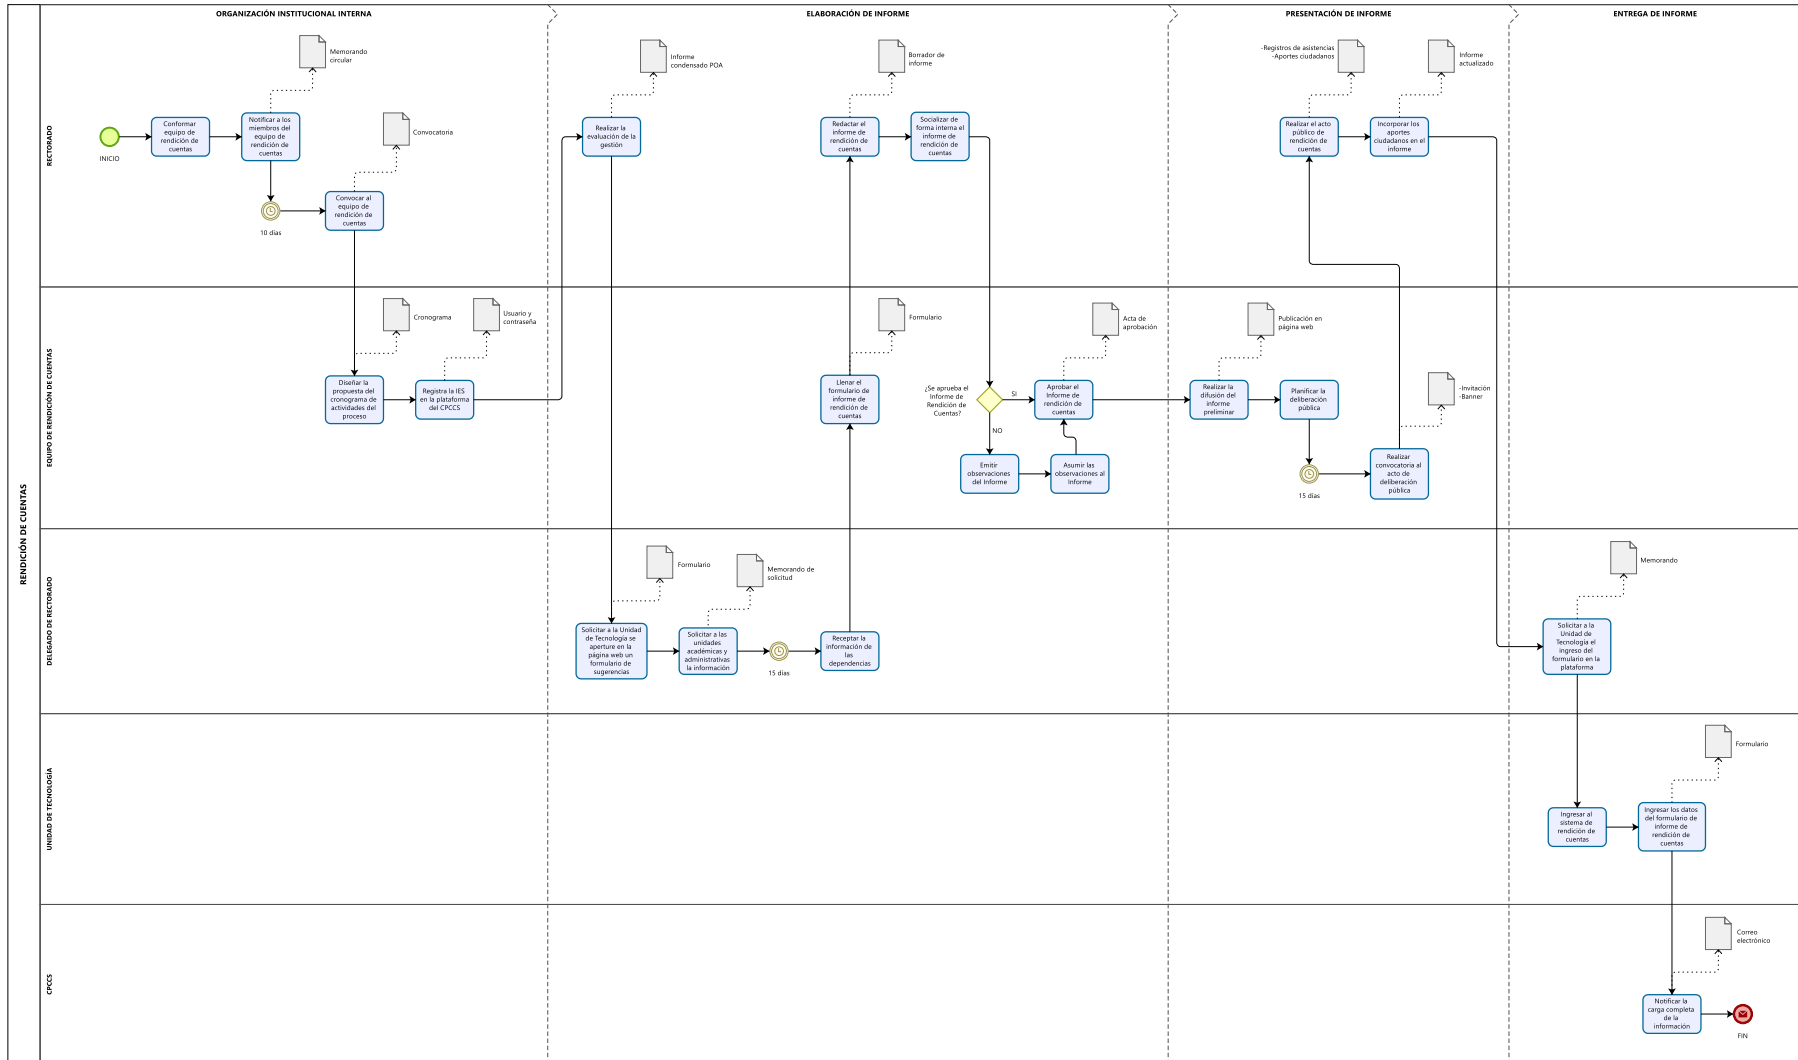 ORGANIZACIÓN INSTITUCIONAL INTERNA
ELABORACIÓN DE INFORME
PRESENTACIÓN DE INFORME
ENTREGA DE INFORME
RENDICIÓN DE CUENTAS
RECTORADO
INICIO
Conformar
equipo de
rendición de
cuentas
Notificar a los
miembros del
equipo de
rendición de
cuentas
Memorando
circular
10 días
Convocar al
equipo de
rendición de
cuentas
Convocatoria
Realizar la
evaluación de la
gestión
Informe
condensado POA
Redactar el
informe de
rendición de
cuentas
Borrador de
informe
Socializar de
forma interna el
informe de
rendición de
cuentas
Realizar el acto
público de
rendición de
cuentas
-Registros de asistencias
-Aportes ciudadanos
Incorporar los
aportes
ciudadanos en el
informe
Informe
actualizado
EQUIPO DE RENDICIÓN DE CUENTAS
Diseñar la
propuesta del
cronograma de
actividades del
proceso
Cronograma
Registra la IES
en la plataforma
del CPCCS
Usuario y
contraseña
Llenar el
formulario de
informe de
rendición de
cuentas
Formulario
¿Se aprueba el
Informe de
Rendición de
Cuentas?
SI
NO
Aprobar el
Informe de
rendición de
cuentas
Acta de
aprobación
Emitir
observaciones
del Informe
Asumir las
observaciones al
Informe
Realizar la
difusión del
informe
preliminar
Publicación en
página web
Planificar la
deliberación
pública
15 días
Realizar
convocatoria al
acto de
deliberación
pública
-Invitación
-Banner
DELEGADO DE RECTORADO
Solicitar a la Unidad
de Tecnología se
aperture en la
página web un
formulario de
sugerencias
Formulario
Solicitar a las
unidades
académicas y
administrativas
la información
Memorando de
solicitud
15 días
Receptar la
información de
las
dependencias
Solicitar a la
Unidad de
Tecnología el
ingreso del
formulario en la
plataforma
Memorando
UNIDAD DE TECNOLOGÍA
Ingresar al
sistema de
rendición de
cuentas
Ingresar los datos
del formulario de
informe de
rendición de
cuentas
Formulario
CPCCS
Notificar la
carga completa
de la
información
Correo
electrónico
FIN